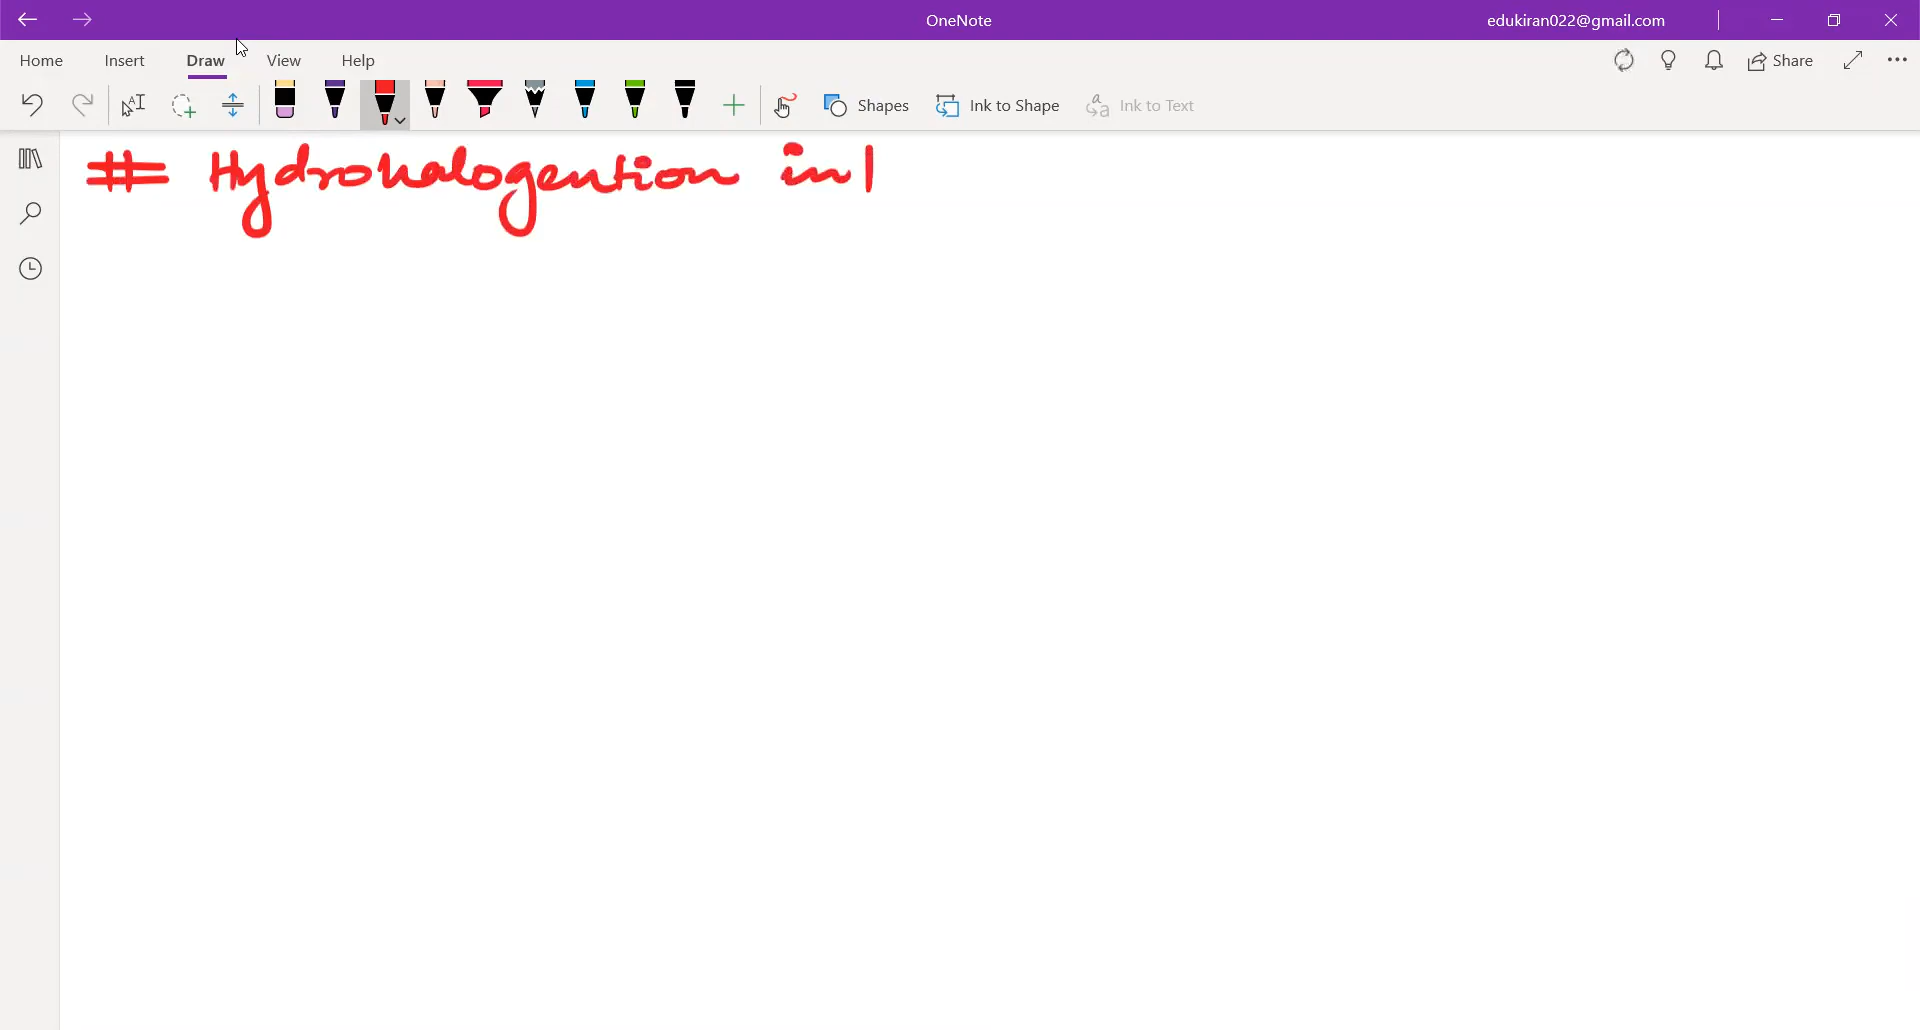 OneNote
edukiran022@gmail.com
Home Insert Draw View Help
Share
Shapes
Ink to Shape
Ink to Text
# Hydrohalogention in